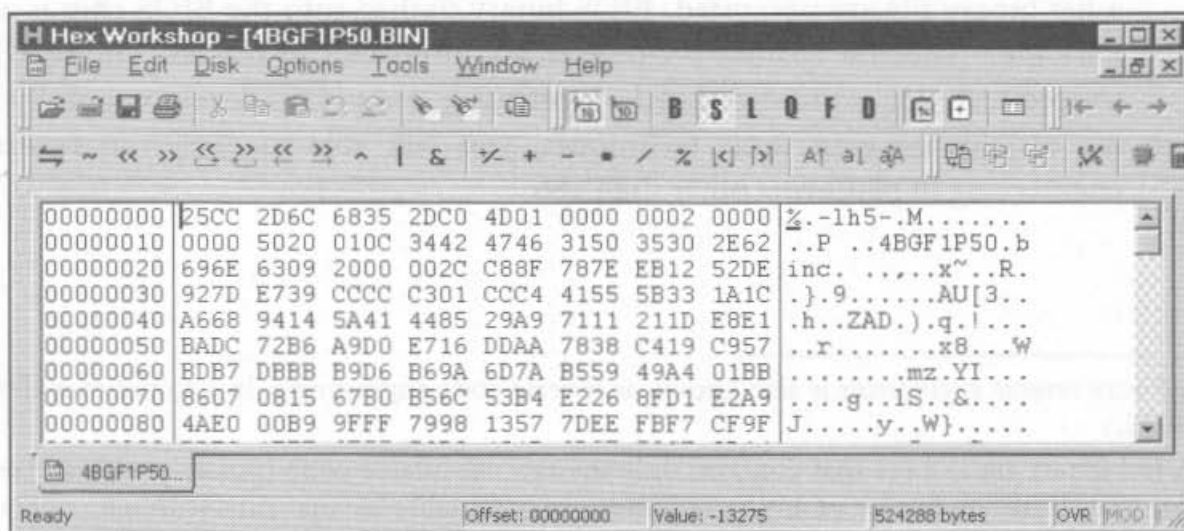 Hex Workshop - [4BGF1P50.BIN]
File Edit Disk Options Tools Window Help
B S L Q F D
00000000 25CC 2D6C 6835 2DC0 4D01 0000 0002 0000 %.-lh5-.M.......
00000010 0000 5020 010C 3442 4746 3150 3530 2E62 ..P ..4BGF1P50.b
00000020 696E 6309 2000 002C C88F 787E EB12 52DE inc. ..,..x~..R.
00000030 927D E739 CCCC C301 CCC4 4155 5B33 1A1C .}.9......AU[3..
00000040 A668 9414 5A41 4485 29A9 7111 211D E8E1 .h..ZAD.).q.!...
00000050 BADC 72B6 A9D0 E716 DDAA 7838 C419 C957 ..r.......x8...W
00000060 BDB7 DBBB B9D6 B69A 6D7A B559 49A4 01BB ........mz.YI...
00000070 8607 0815 67B0 B56C 53B4 E226 8FD1 E2A9 ....g..lS..&....
00000080 4AE0 00B9 9FFF 7998 1357 7DEE FBF7 CF9F J.....y..W}.....
4BGF1P50...
Ready Offset: 00000000 Value: -13275 524288 bytes OVR MOD